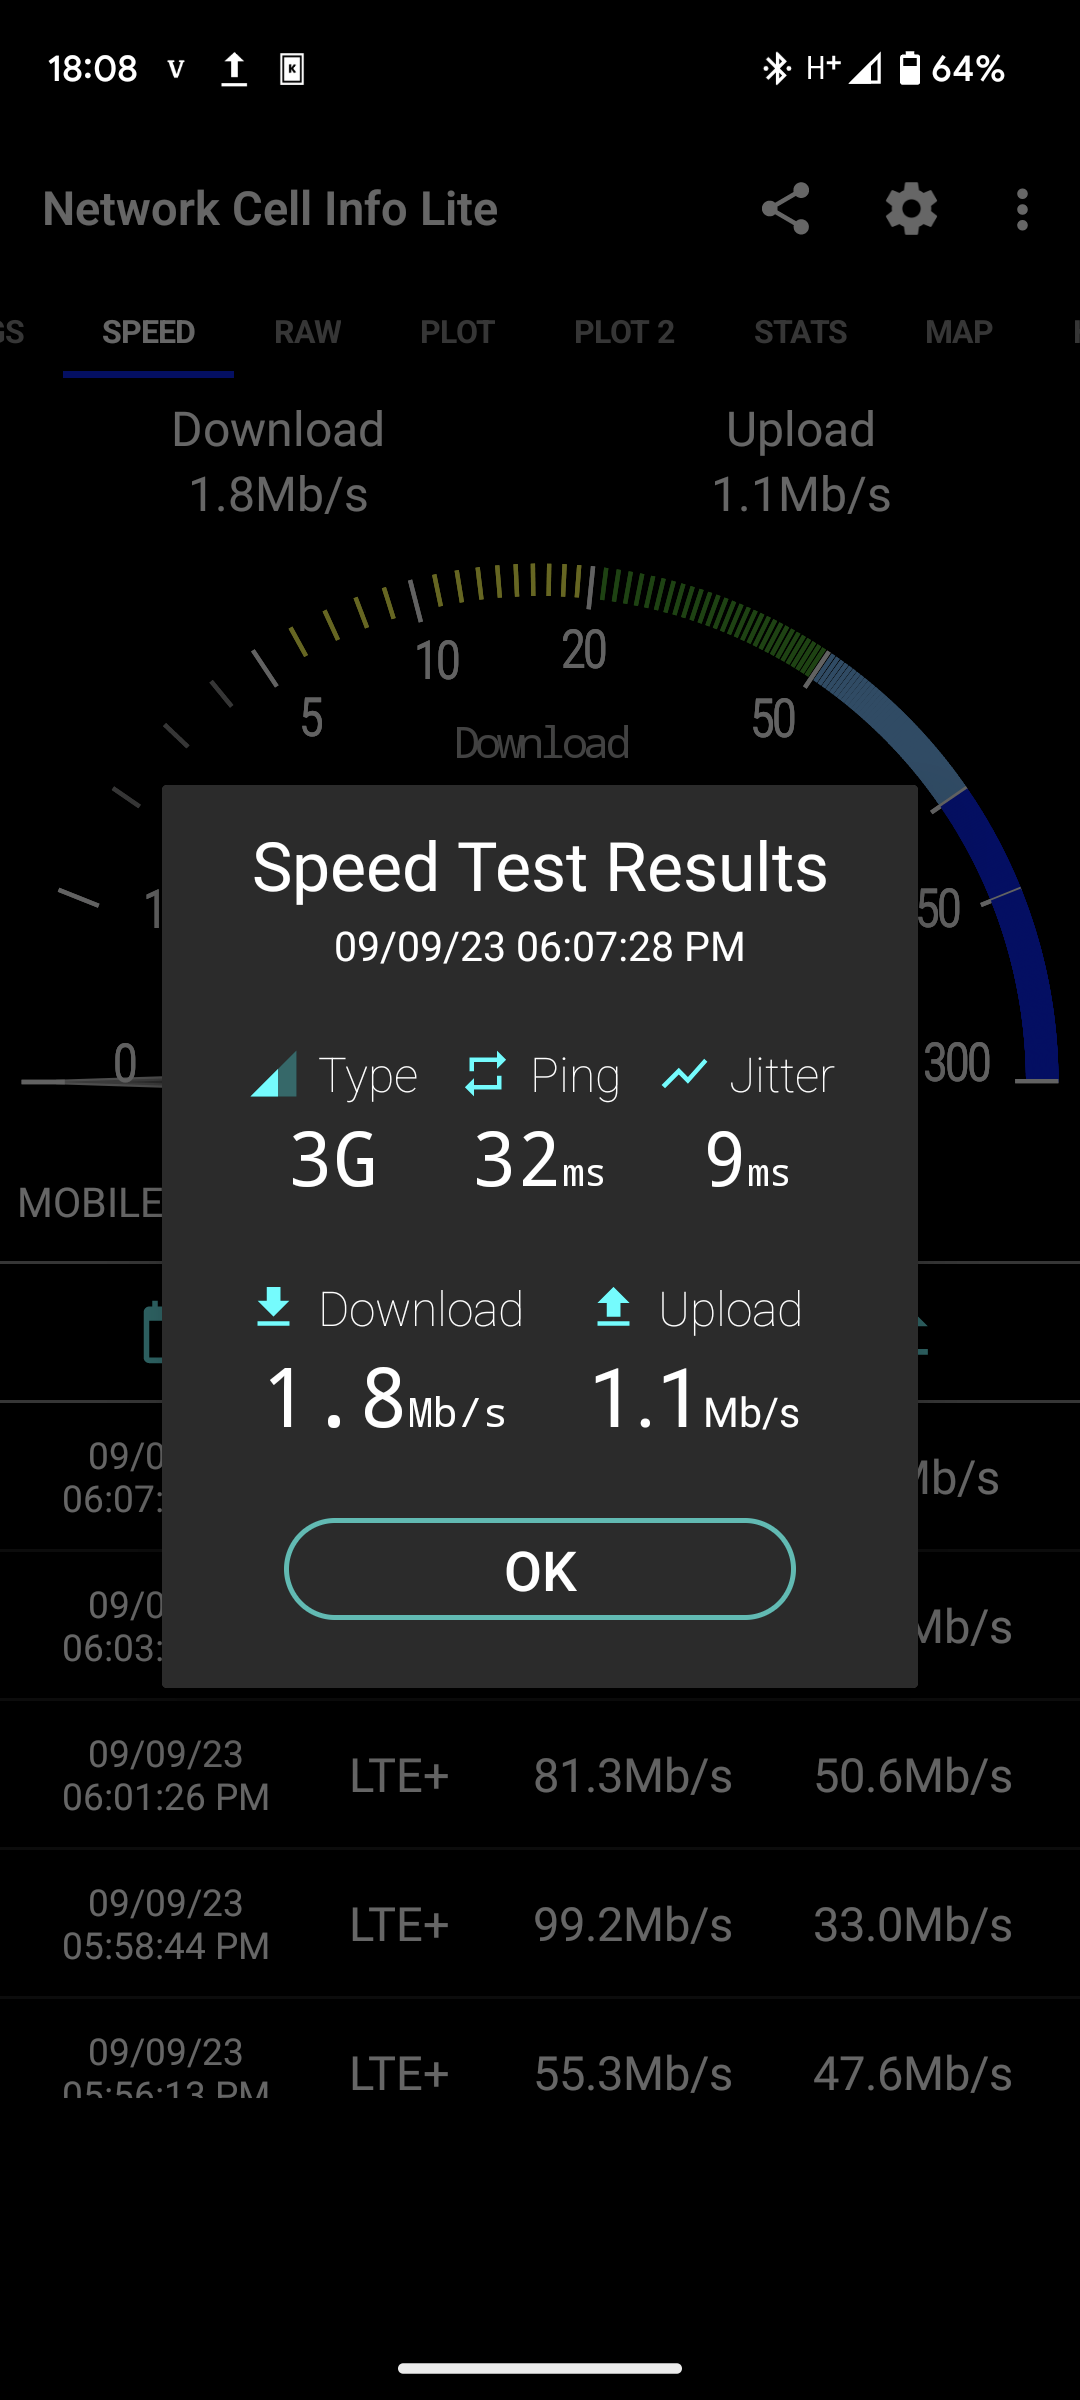 18:08 V K H+ 64%
Network Cell Info Lite
GS SPEED RAW PLOT PLOT 2 STATS MAP
Download Upload
1.8Mb/s 1.1Mb/s
10 20
5 50
Download
1 50
0 300
Speed Test Results
09/09/23 06:07:28 PM
Type Ping Jitter
3G 32ms 9ms
MOBILE
Download Upload
1.8Mb/s 1.1Mb/s
09/0
06:07: Mb/s
OK
09/0
06:03: Mb/s
09/09/23
06:01:26 PM LTE+ 81.3Mb/s 50.6Mb/s
09/09/23
05:58:44 PM LTE+ 99.2Mb/s 33.0Mb/s
09/09/23
05:56:13 PM LTE+ 55.3Mb/s 47.6Mb/s